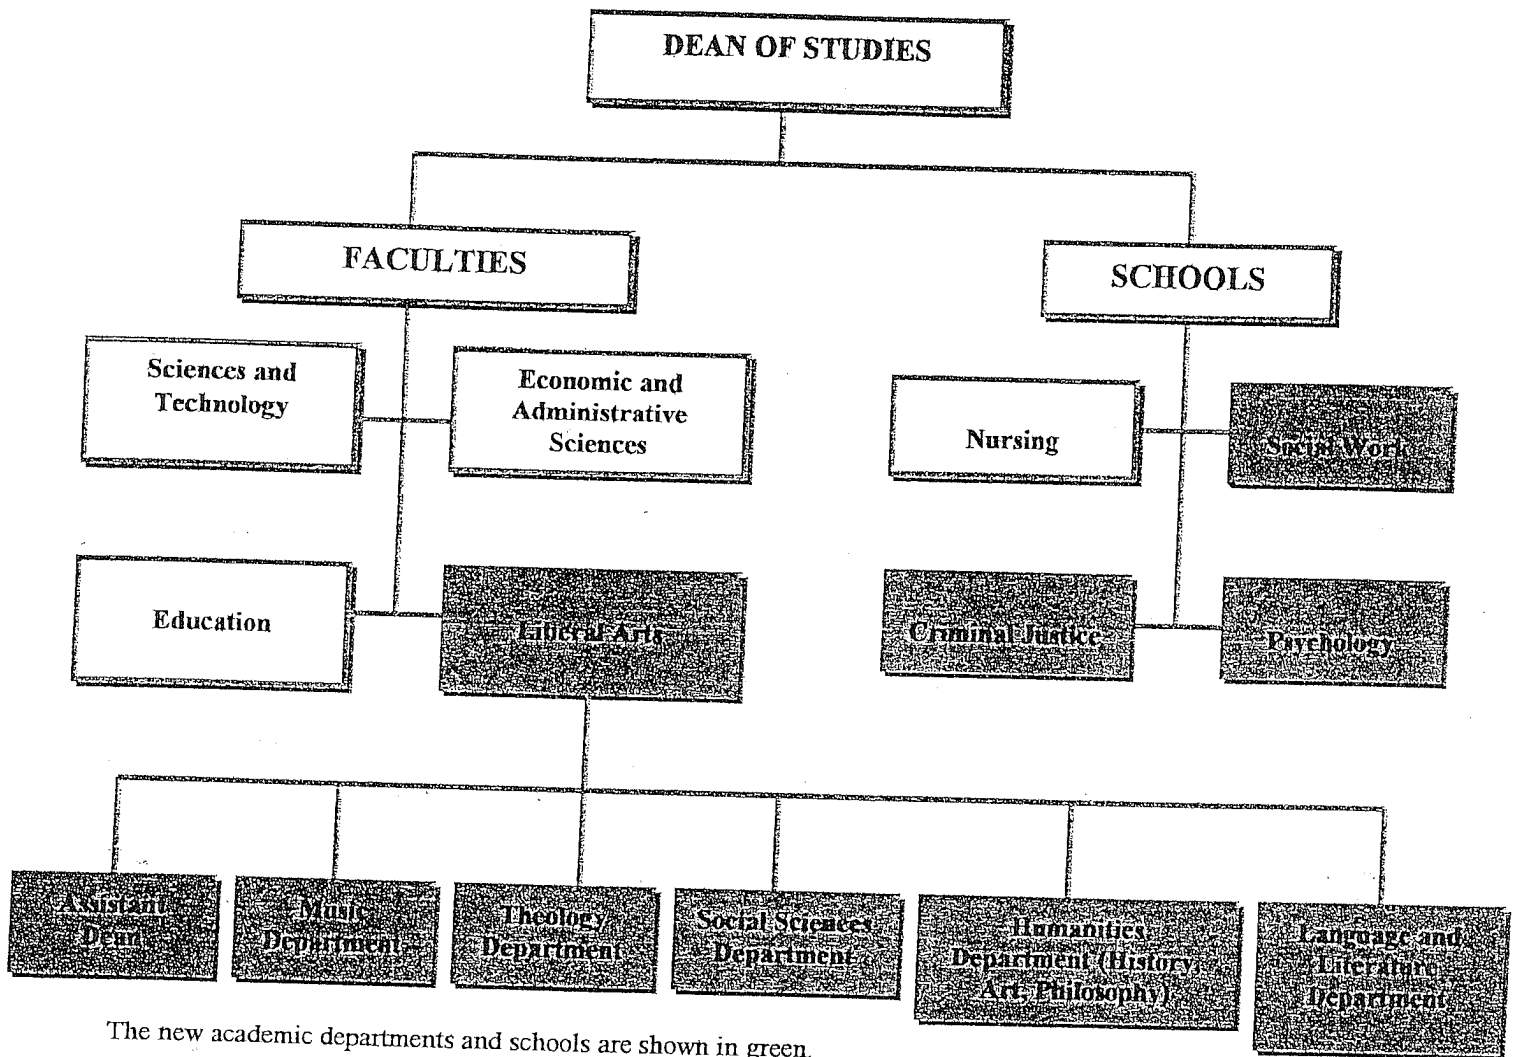 DEAN OF STUDIES
FACULTIES
SCHOOLS
Sciences and
Technology
Economic and
Administrative
Sciences
Nursing
Social Work
Education
Liberal Arts
Criminal Justice
Psychology
Assistant
Dean
Music
Department
Theology
Department
Social Sciences
Department
Humanities
Department (History,
Art, Philosophy)
Language and
Literature
Department
The new academic departments and schools are shown in green.